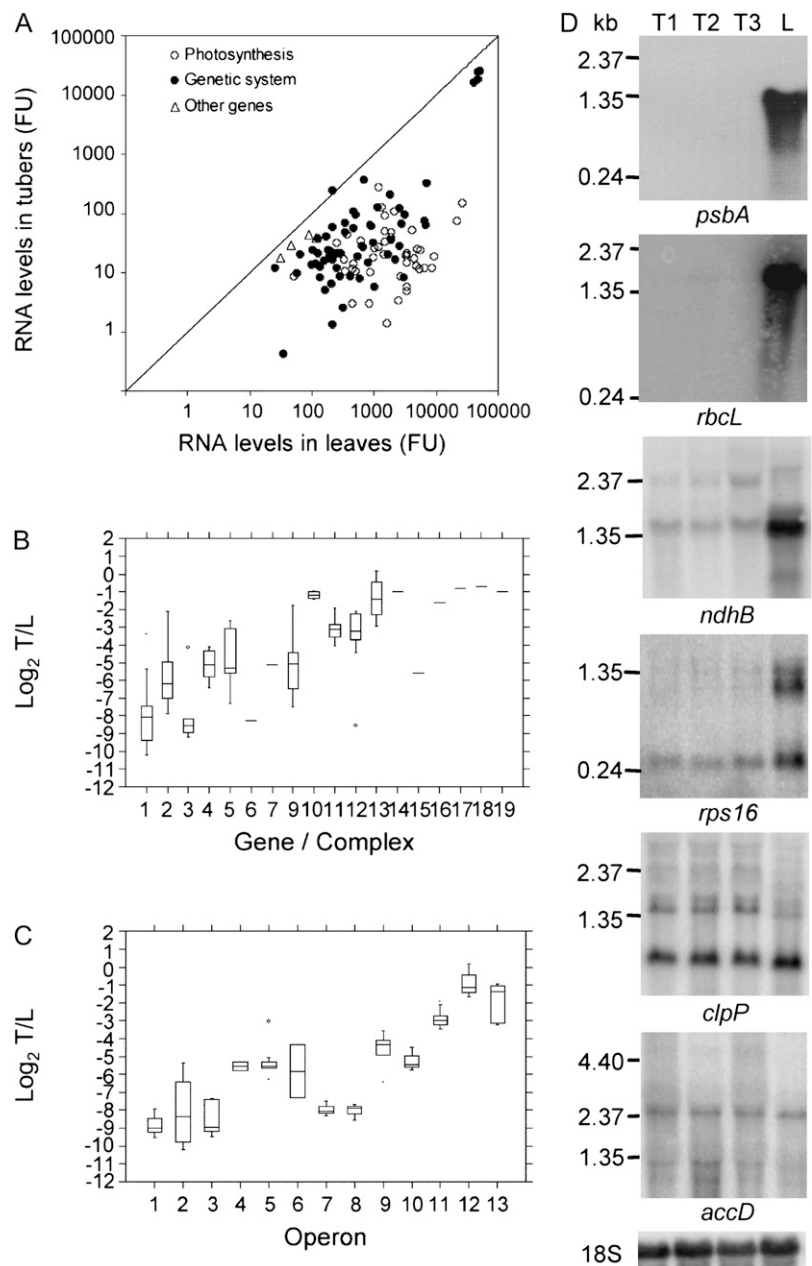 A
RNA levels in tubers (FU)
100000
10000
1000
100
10
1
Photosynthesis
Genetic system
Other genes
1 10 100 1000 10000 100000
RNA levels in leaves (FU)
B
Log2 T/L
2
1
0
-1
-2
-3
-4
-5
-6
-7
-8
-9
-10
-11
-12
1 2 3 4 5 6 7 9 10 11 12 13 14 15 16 17 18 19
Gene / Complex
C
Log2 T/L
2
1
0
-1
-2
-3
-4
-5
-6
-7
-8
-9
-10
-11
-12
1 2 3 4 5 6 7 8 9 10 11 12 13
Operon
D kb T1 T2 T3 L
2.37
1.35
0.24
psbA
2.37
1.35
0.24
rbcL
2.37
1.35
ndhB
1.35
0.24
rps16
2.37
1.35
clpP
4.40
2.37
1.35
accD
18S